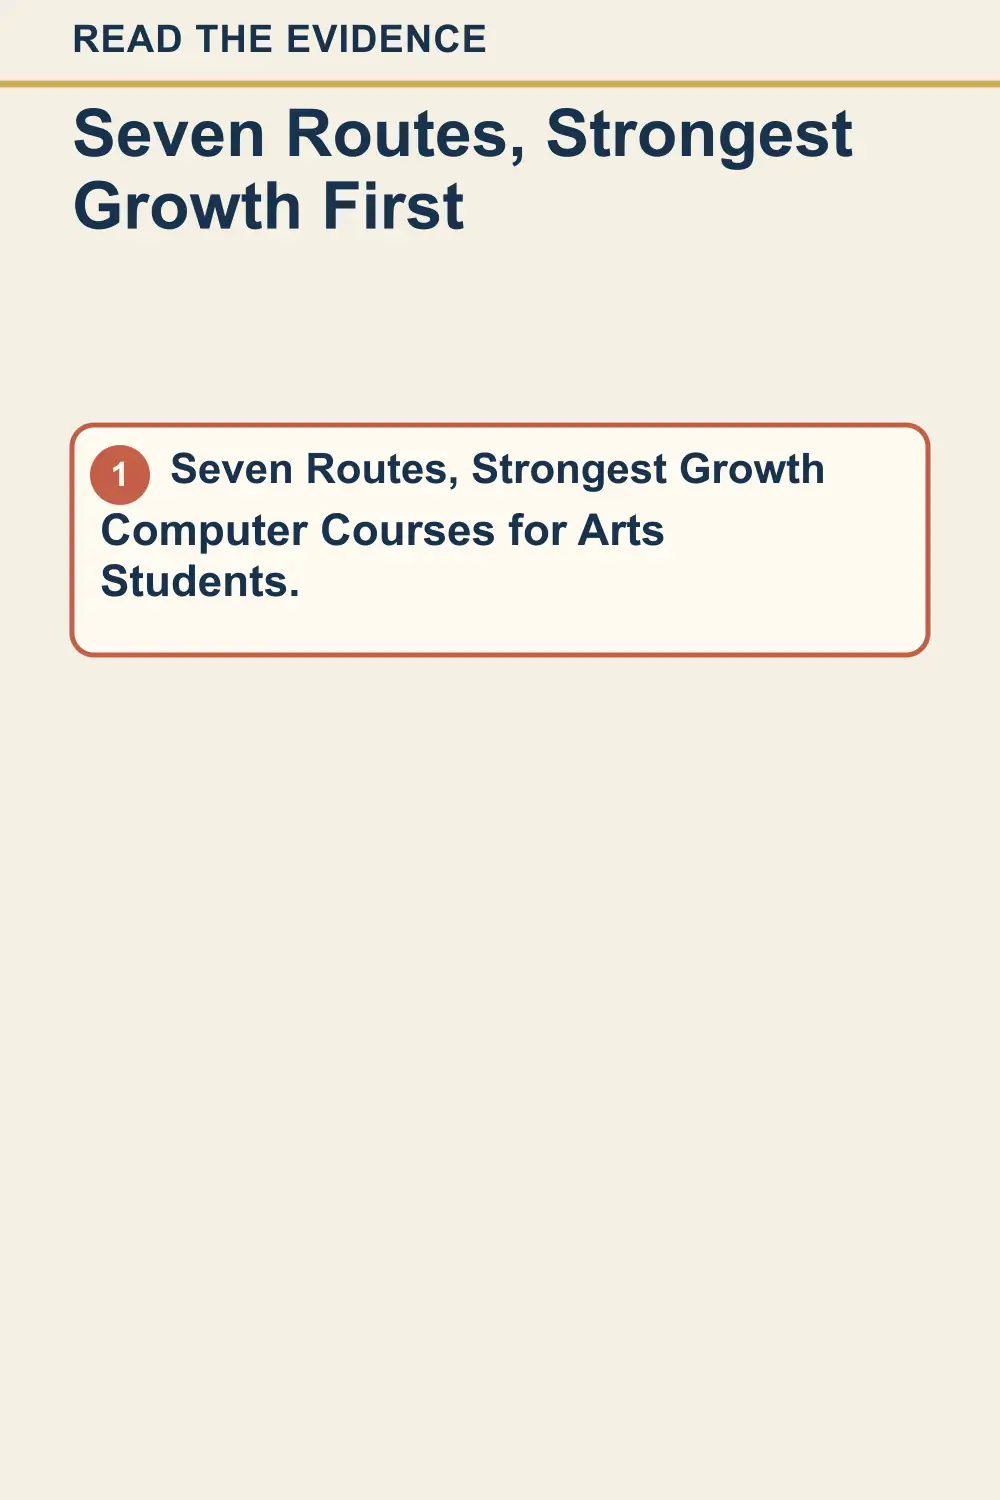 READ THE EVIDENCE
Seven Routes, Strongest
Growth First
1 Seven Routes, Strongest Growth
Computer Courses for Arts
Students.